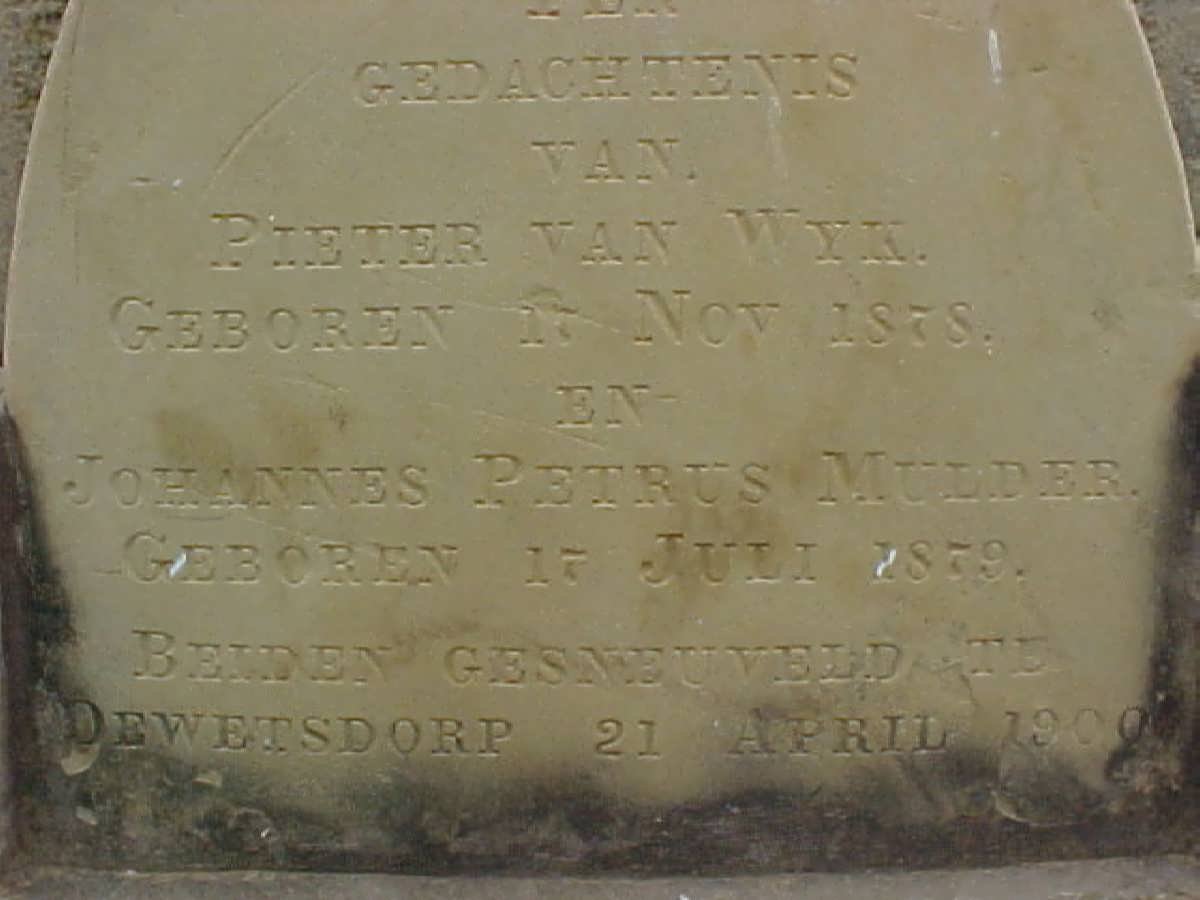 TER
GEDACHTENIS
VAN.
PIETER VAN WYK.
GEBOREN 17 NOV 1878.
EN
JOHANNES PETRUS MULDER.
GEBOREN 17 JULI 1879.
BEIDEN GESNEUVELD TE
DEWETSDORP 21 APRIL 1900